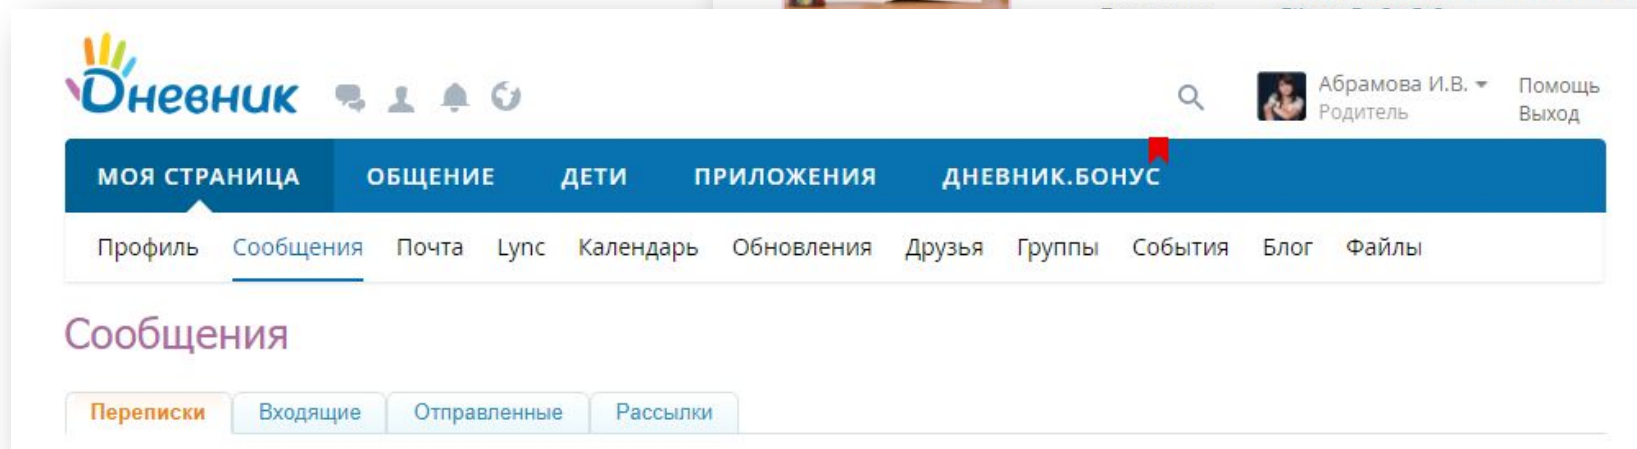 Дневник
Абрамова И.В.
Помощь
Родитель
Выход
МОЯ СТРАНИЦА ОБЩЕНИЕ ДЕТИ ПРИЛОЖЕНИЯ ДНЕВНИК.БОНУС
Профиль Сообщения Почта Lync Календарь Обновления Друзья Группы События Блог Файлы
Сообщения
Переписки Входящие Отправленные Рассылки